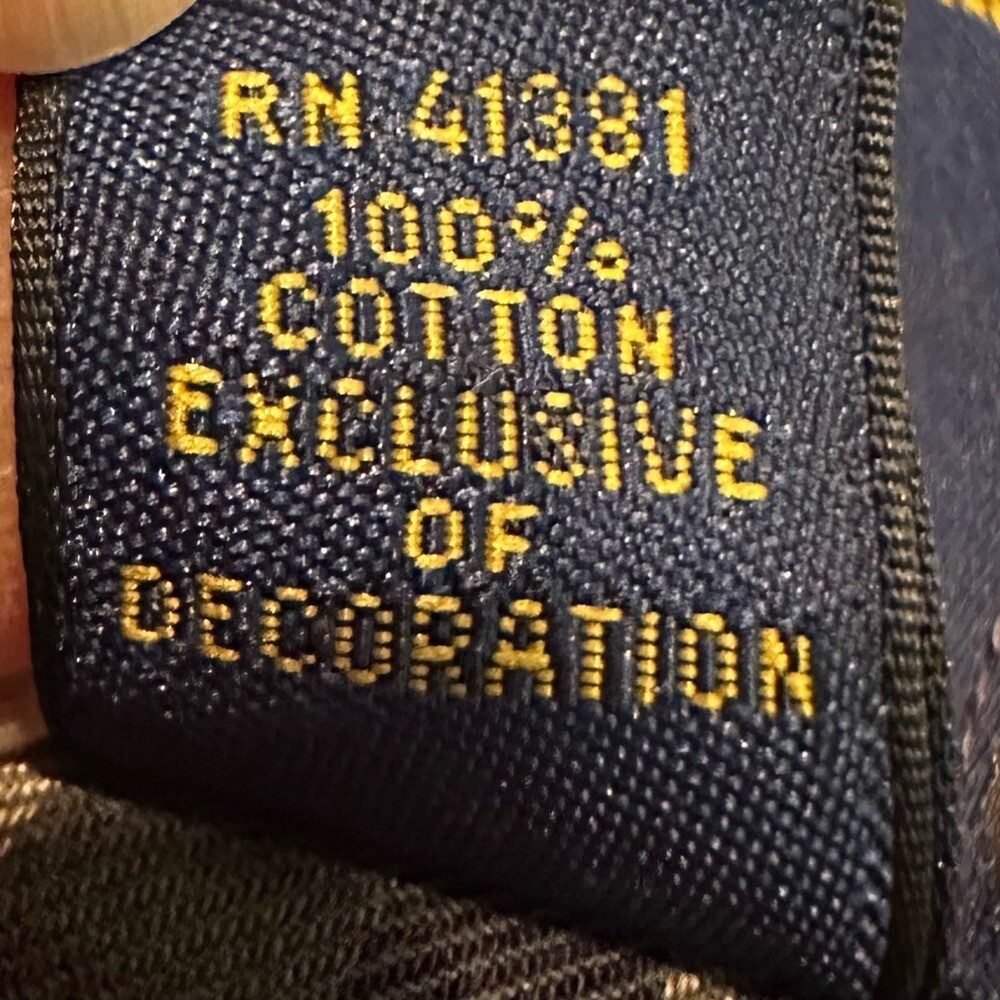 RN 41381
100%
COTTON
EXCLUSIVE
OF
DECORATION